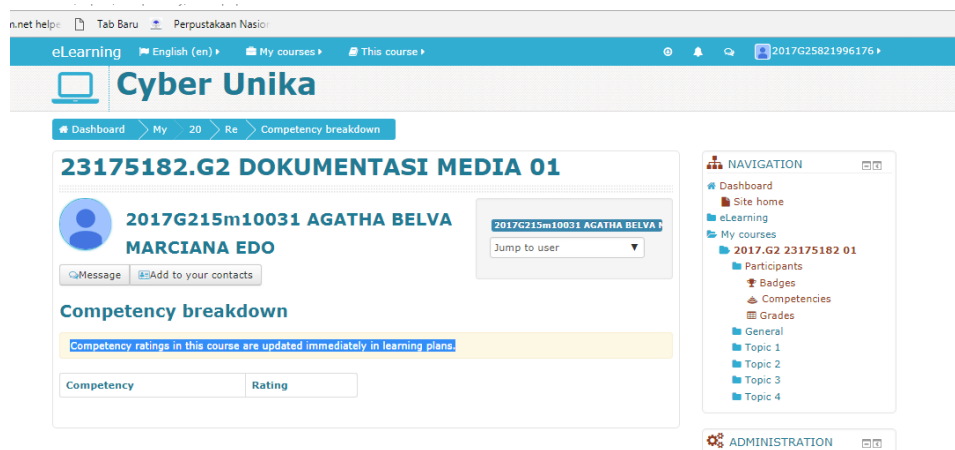 Tab Baru
Perpustakaan
eLearning English (en) My courses This course 2017G25821996176
Cyber Unika
Dashboard My 20 Re Competency breakdown
23175182.G2 DOKUMENTASI MEDIA 01
2017G215m10031 AGATHA BELVA
MARCIANA EDO
Message Add to your contacts
2017G215m10031 AGATHA BELVA
Jump to user
Competency breakdown
Competency ratings in this course are updated immediately in learning plans.
Competency Rating
NAVIGATION
Dashboard
Site home
eLearning
My courses
2017.G2 23175182 01
Participants
Badges
Competencies
Grades
General
Topic 1
Topic 2
Topic 3
Topic 4
ADMINISTRATION